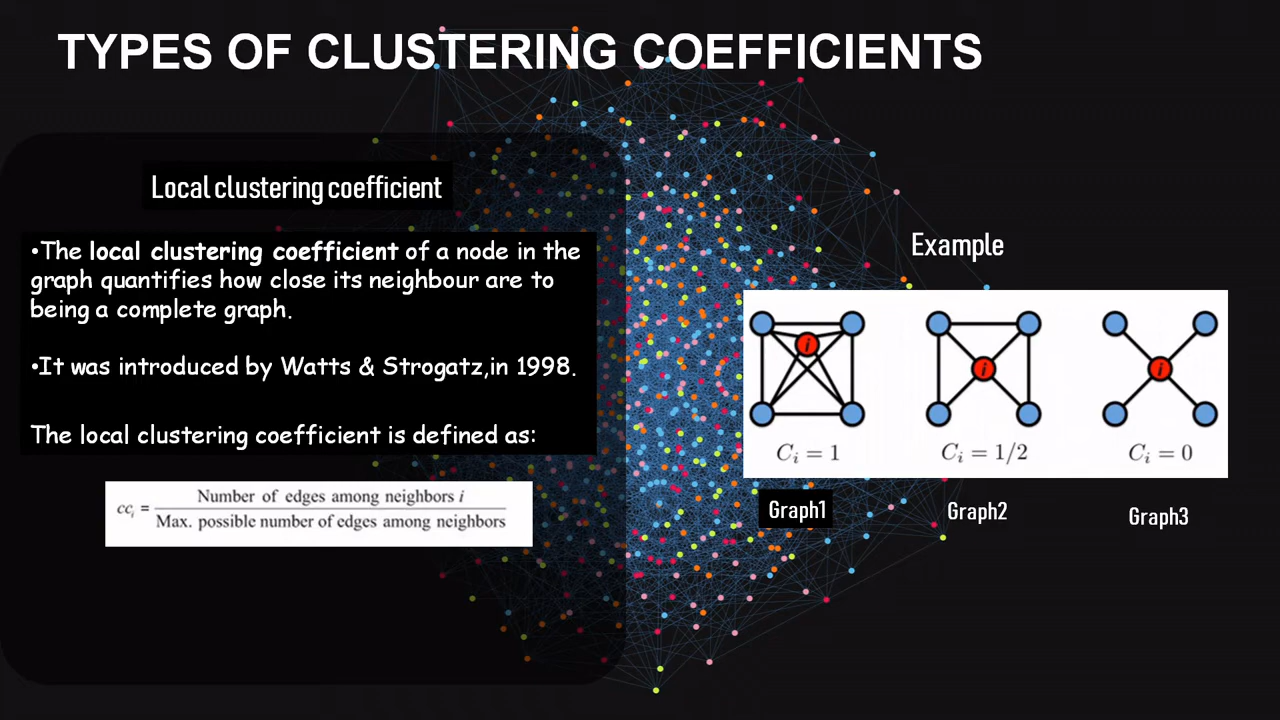 TYPES OF CLUSTERING COEFFICIENTS
Local clustering coefficient
•The local clustering coefficient of a node in the
graph quantifies how close its neighbour are to
being a complete graph.
•It was introduced by Watts & Strogatz,in 1998.
The local clustering coefficient is defined as:
cc_i = Number of edges among neighbors i
Max. possible number of edges among neighbors
Example
i i i
C_i = 1 C_i = 1/2 C_i = 0
Graph1 Graph2 Graph3